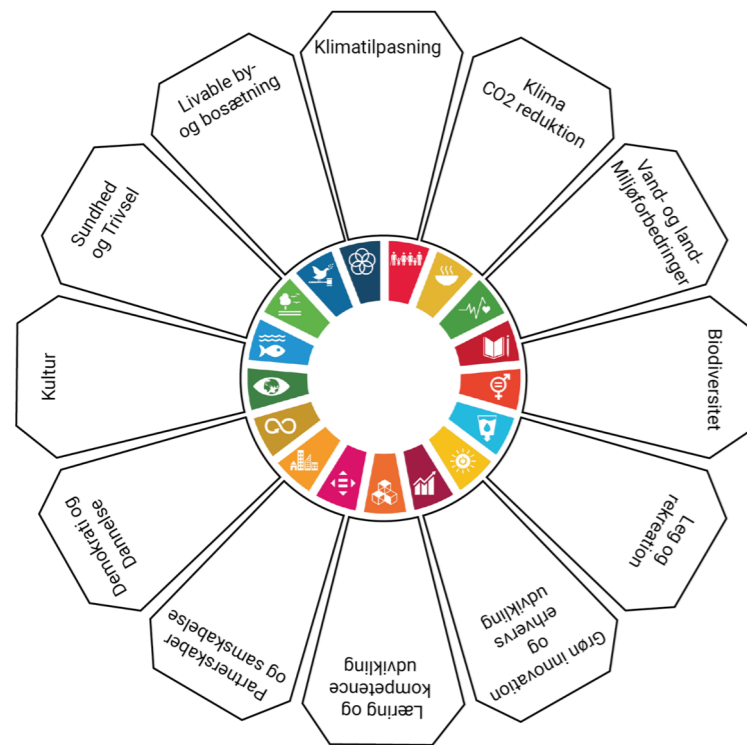 Klimatilpasning
Klima
CO2 reduktion
Vand- og land-
Miljøforbedringer
Biodiversitet
Leg og
rekreation
Grøn innovation
og
erhvervs
udvikling
Læring og
kompetence
udvikling
Partnerskaber
og samskabelse
Demokrati og
Dannelse
Kultur
Sundhed
og Trivsel
Livable by-
og bosætning